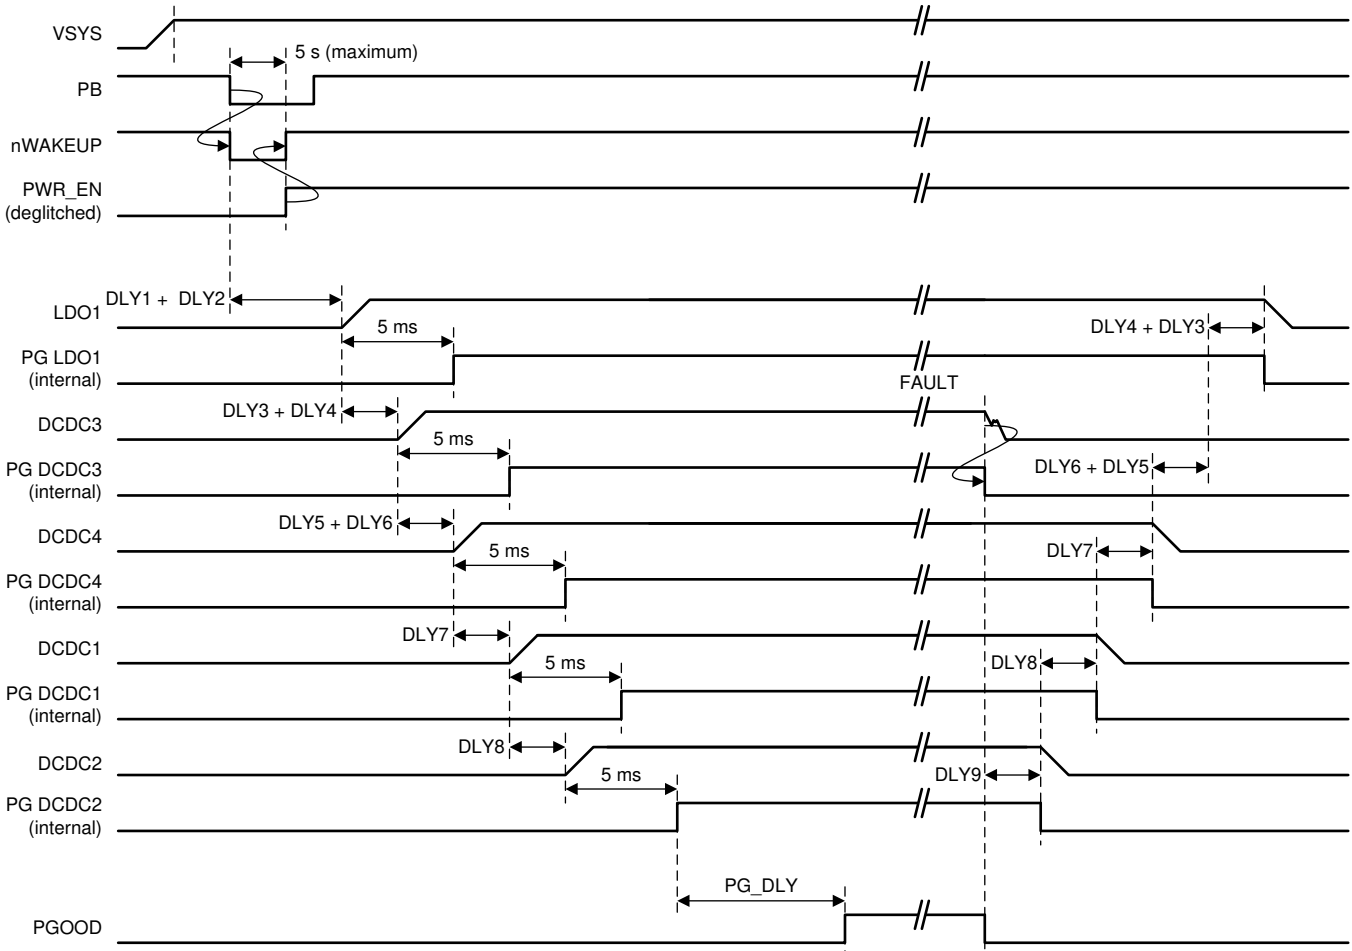 VSYS
5 s (maximum)
PB
nWAKEUP
PWR_EN
(deglitched)
DLY1 + DLY2
LDO1
5 ms
DLY4 + DLY3
PG LDO1
(internal)
FAULT
DLY3 + DLY4
DCDC3
5 ms
PG DCDC3
(internal)
DLY6 + DLY5
DLY5 + DLY6
DCDC4
5 ms
DLY7
PG DCDC4
(internal)
DLY7
DCDC1
5 ms
DLY8
PG DCDC1
(internal)
DLY8
DCDC2
5 ms
DLY9
PG DCDC2
(internal)
PG_DLY
PGOOD